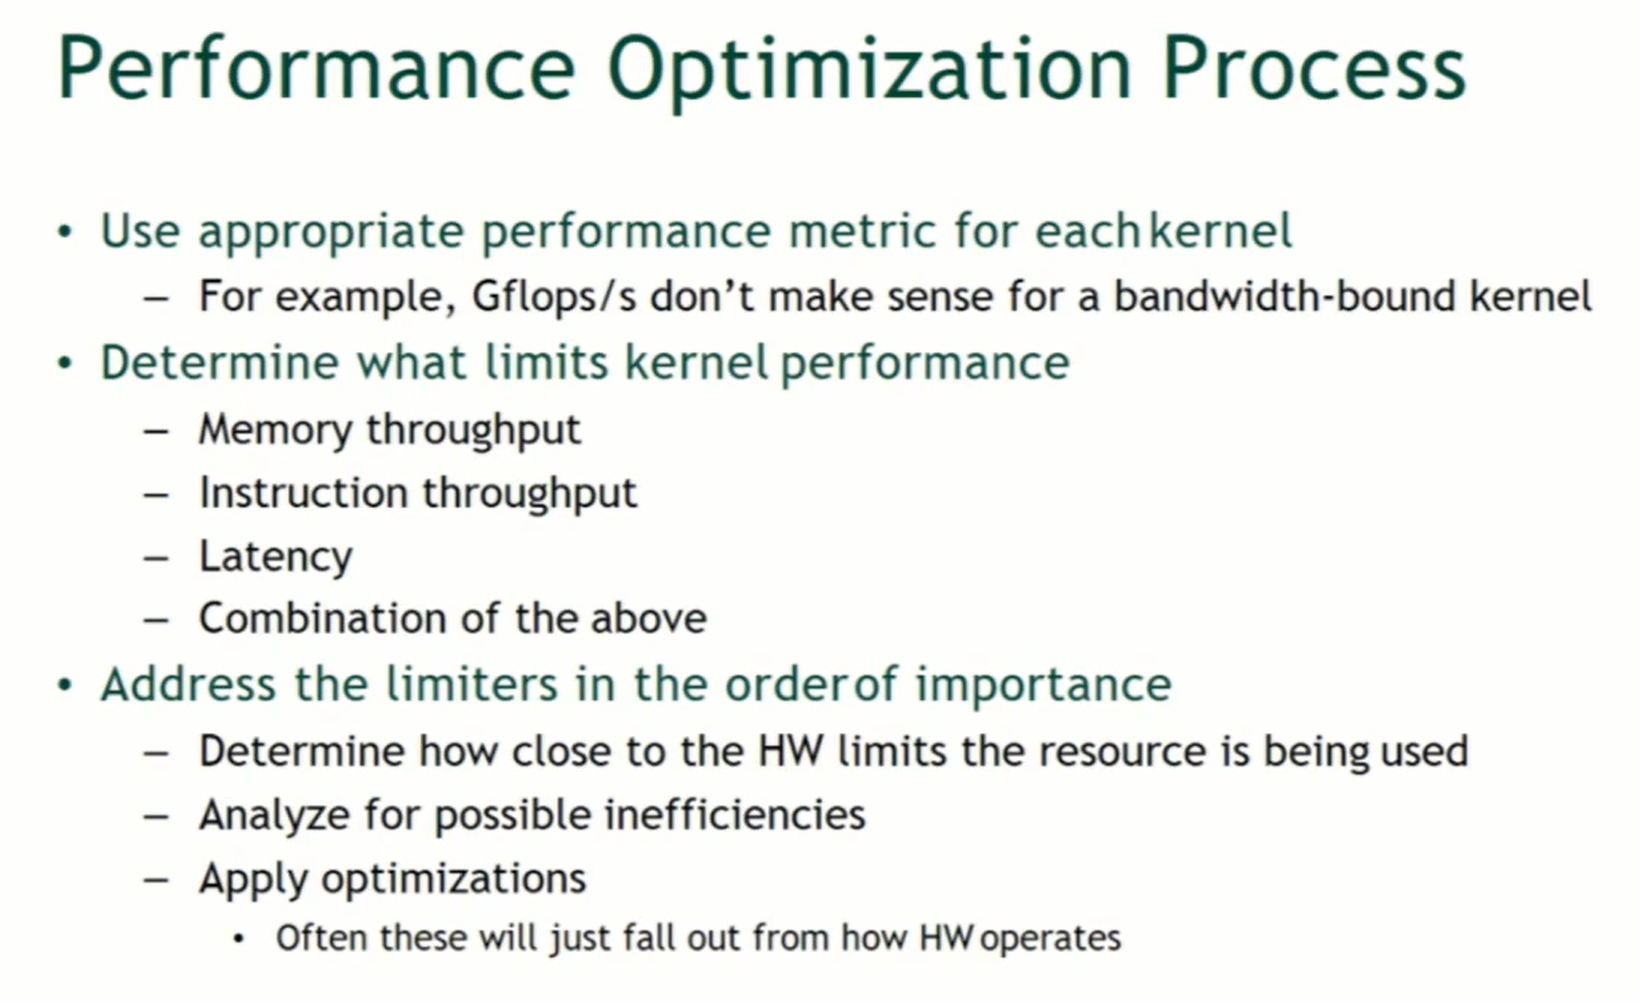 Performance Optimization Process
• Use appropriate performance metric for each kernel
– For example, Gflops/s don't make sense for a bandwidth-bound kernel
• Determine what limits kernel performance
– Memory throughput
– Instruction throughput
– Latency
– Combination of the above
• Address the limiters in the order of importance
– Determine how close to the HW limits the resource is being used
– Analyze for possible inefficiencies
– Apply optimizations
• Often these will just fall out from how HW operates